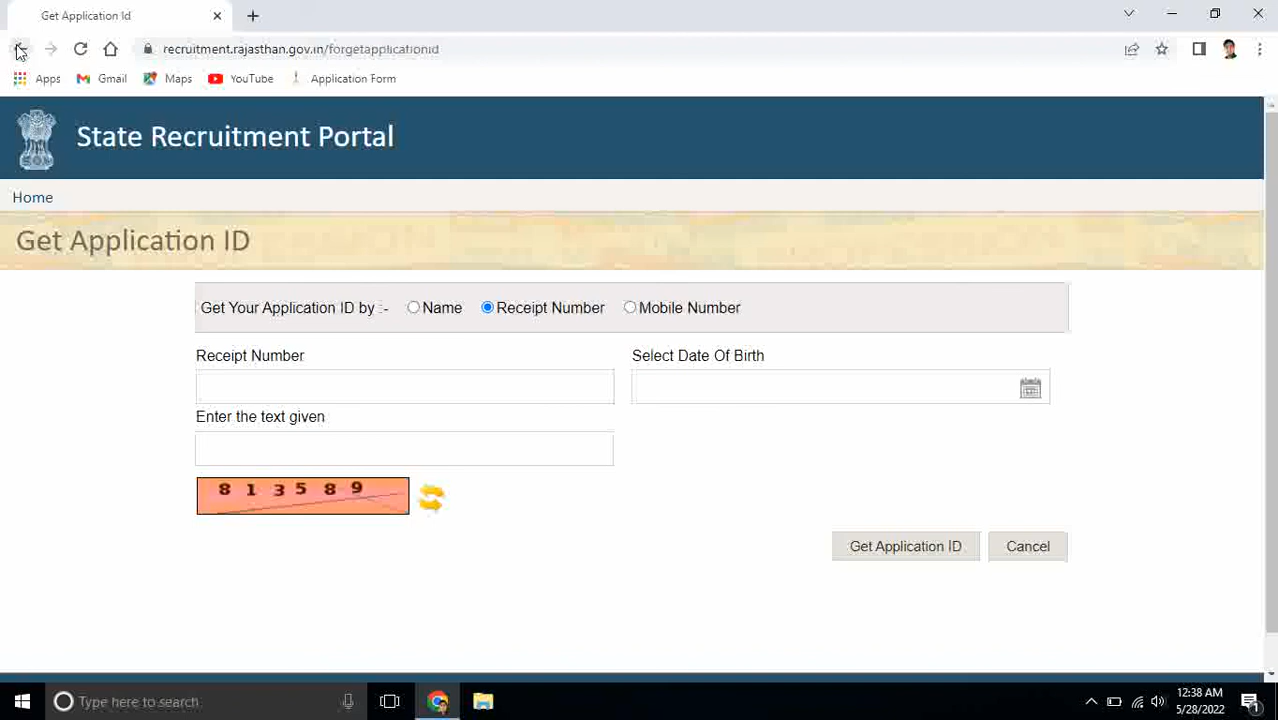 Get Application Id
recruitment.rajasthan.gov.in/forgetapplicationid
Apps Gmail Maps YouTube Application Form
State Recruitment Portal
Home
Get Application ID
Get Your Application ID by :- Name Receipt Number Mobile Number
Receipt Number Select Date Of Birth
Enter the text given
8 1 3 5 8 9
Get Application ID Cancel
Type here to search
12:38 AM
5/28/2022
1